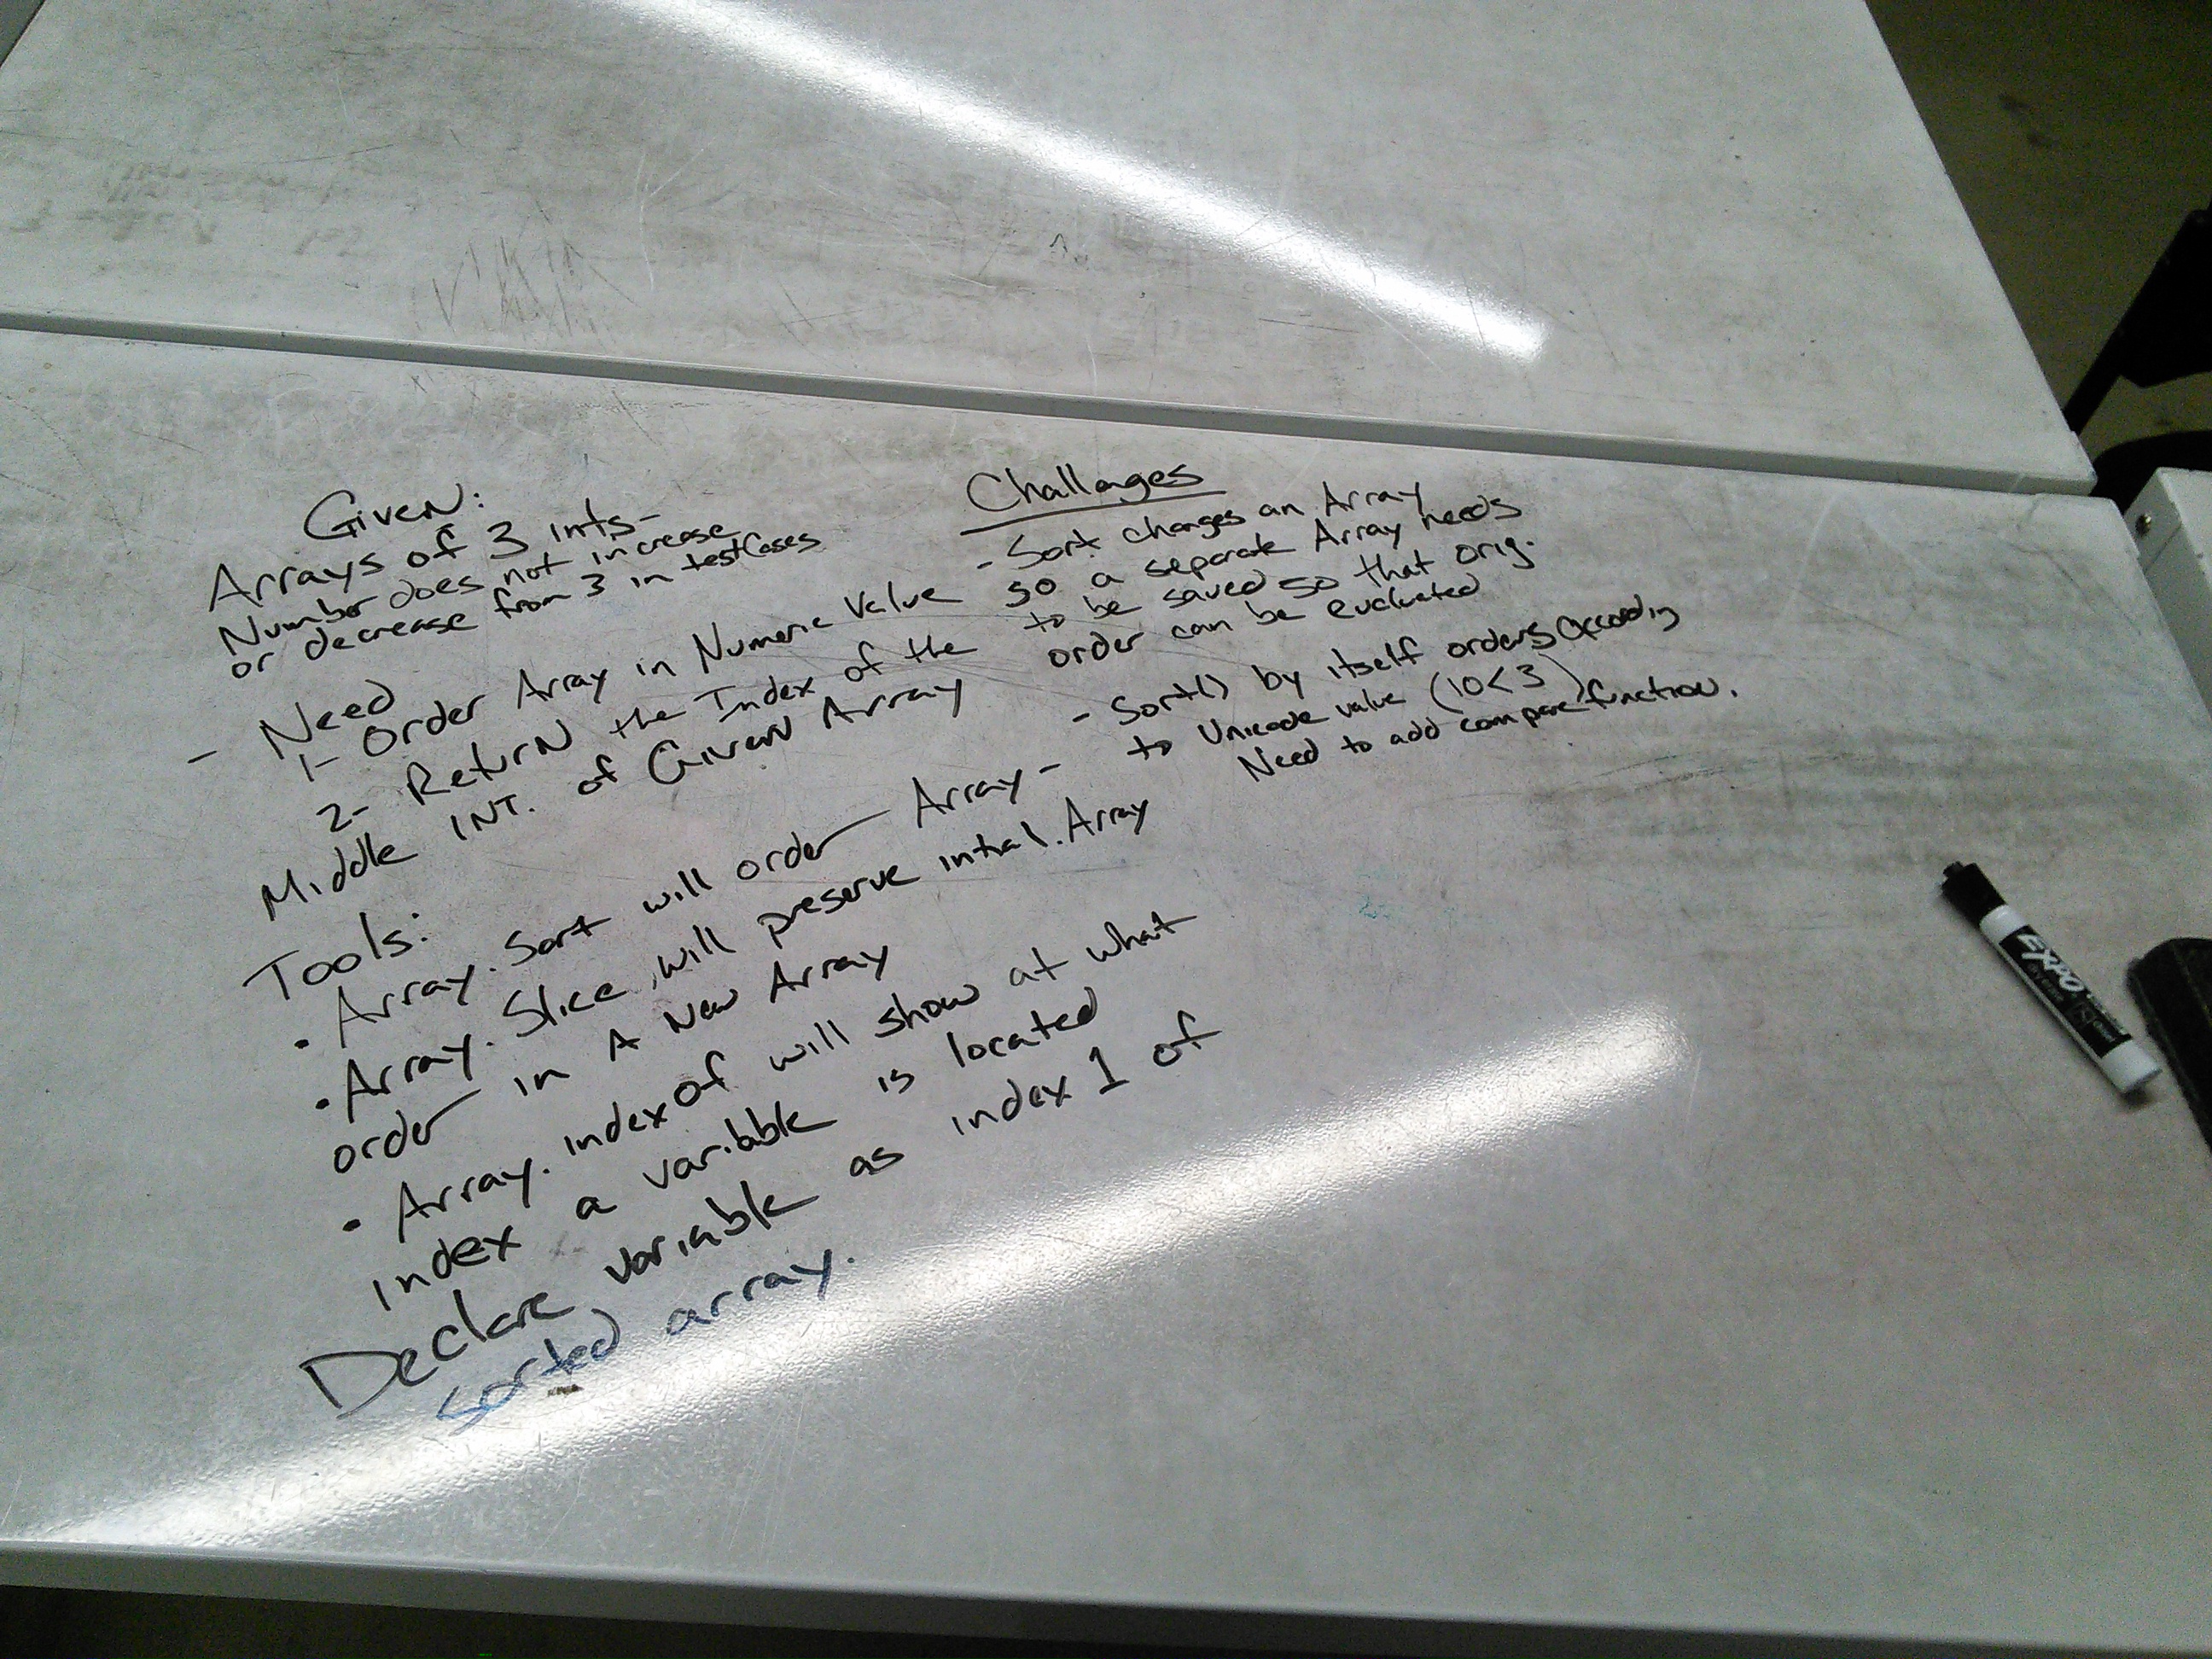 Given:
Arrays of 3 ints-
Number does not increase
or decrease from 3 in testCases
- Need
1- Order Array in Numeric Value
2- Return the Index of the
Middle INT. of Given Array
Tools:
• Array. Sort will order Array-
• Array. Slice will preserve intial. Array
order in A New Array
• Array. indexOf will show at what
index a variable is located
Declare variable as index 1 of
sorted array.
Challages
- Sort changes an Array
so a separate Array needs
to be saved so that orig.
order can be evaluated
- Sort() by itself orders accordig
to Unicode value (10<3)
Need to add compare function.
EXPO